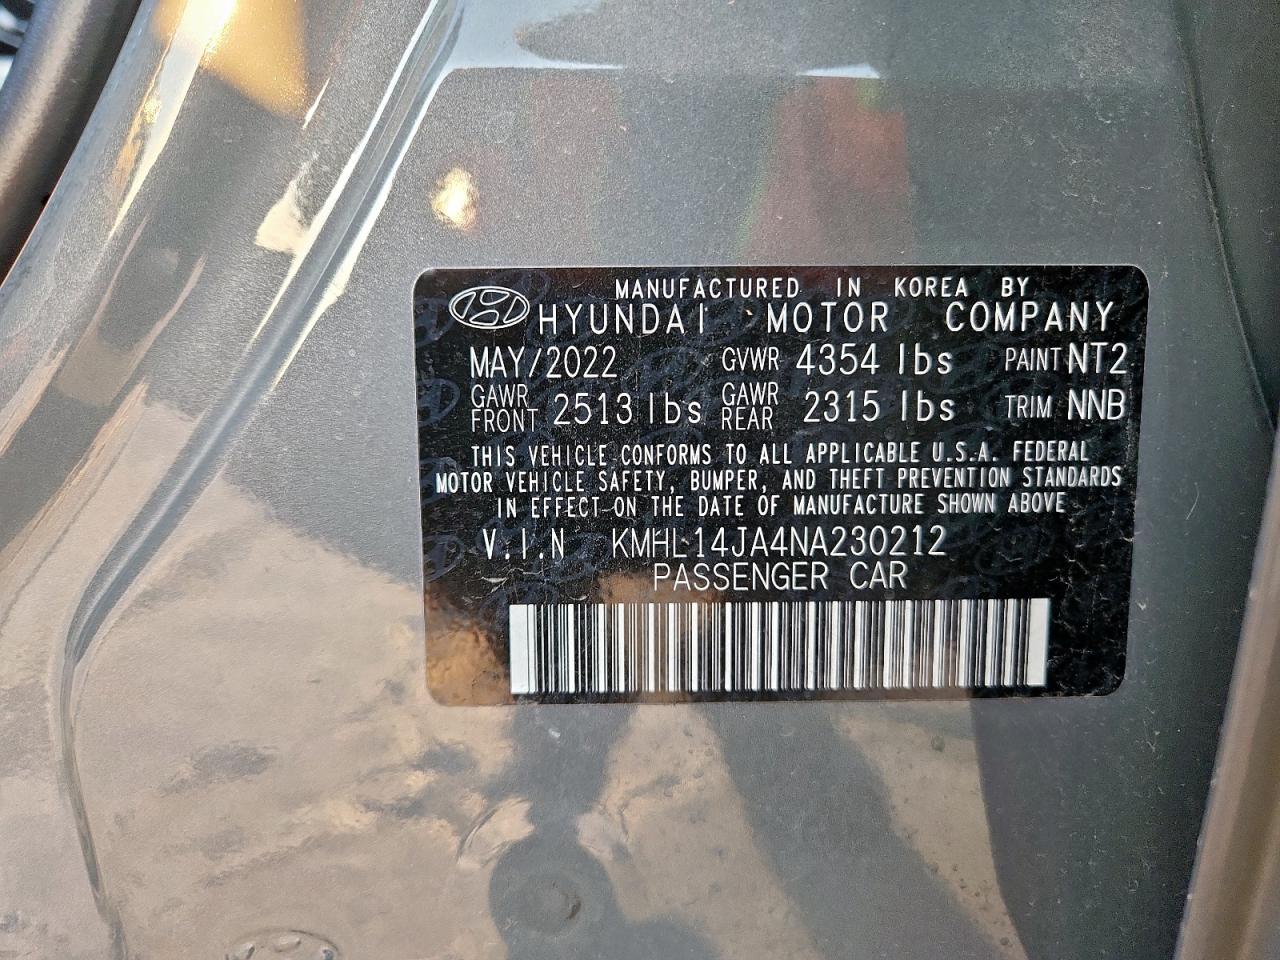 MANUFACTURED IN KOREA BY
HYUNDAI MOTOR COMPANY
MAY/2022 GVWR 4354 lbs PAINT NT2
GAWR FRONT 2513 lbs GAWR REAR 2315 lbs TRIM NNB
THIS VEHICLE CONFORMS TO ALL APPLICABLE U.S.A. FEDERAL
MOTOR VEHICLE SAFETY, BUMPER, AND THEFT PREVENTION STANDARDS
IN EFFECT ON THE DATE OF MANUFACTURE SHOWN ABOVE
V.I.N KMHL14JA4NA230212
PASSENGER CAR